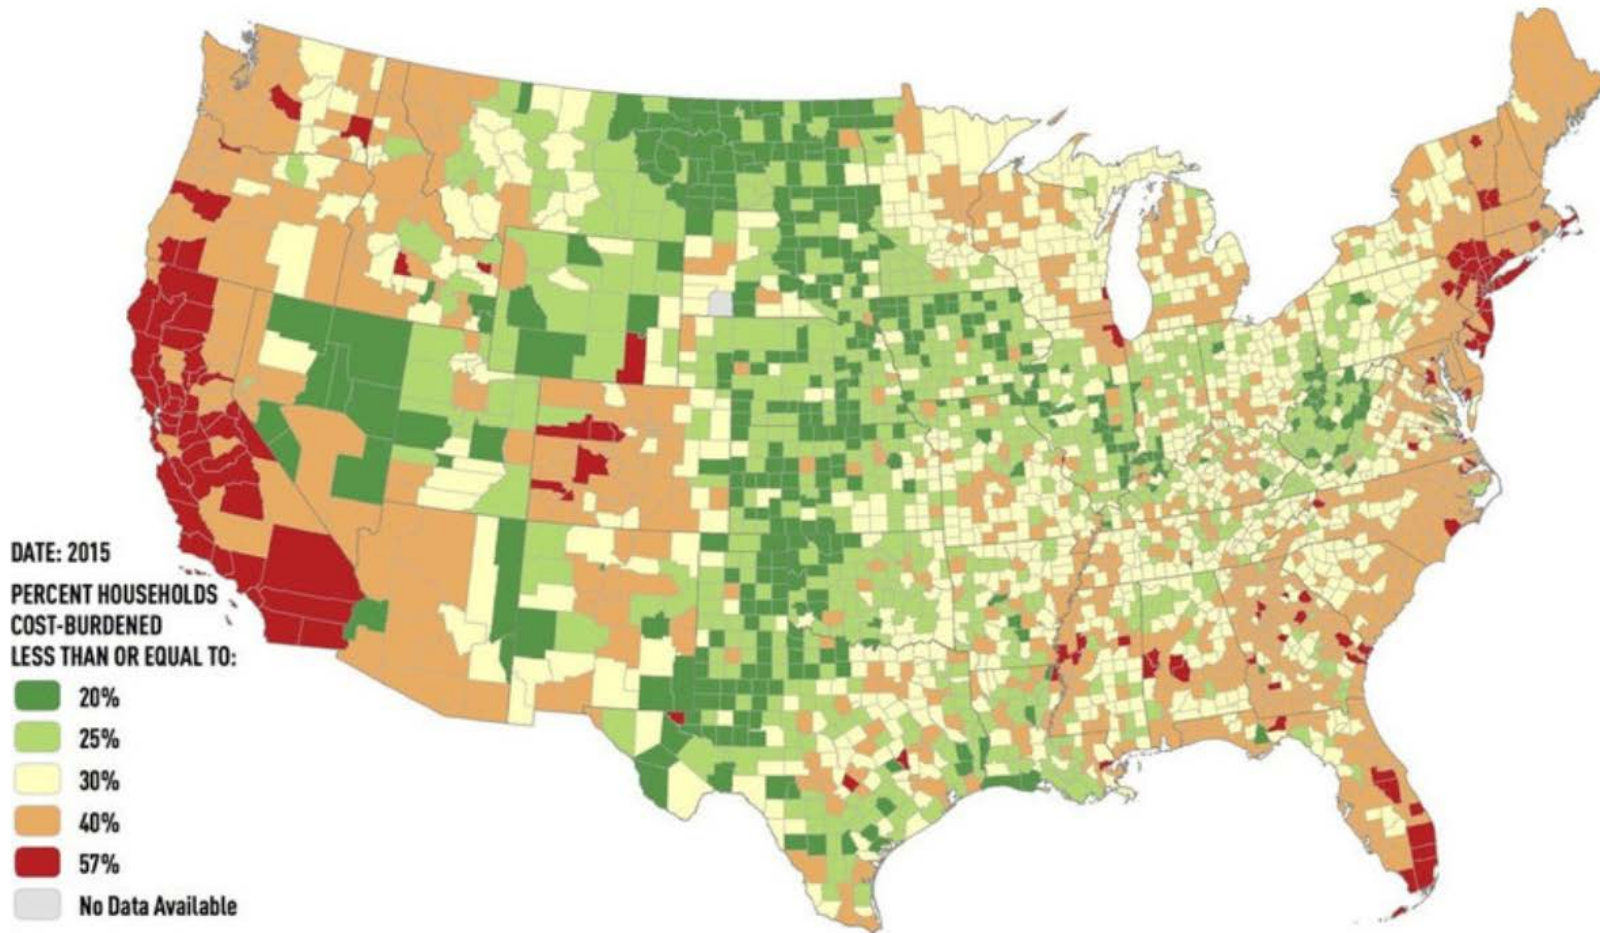 DATE: 2015
PERCENT HOUSEHOLDS
COST-BURDENED
LESS THAN OR EQUAL TO:
20%
25%
30%
40%
57%
No Data Available